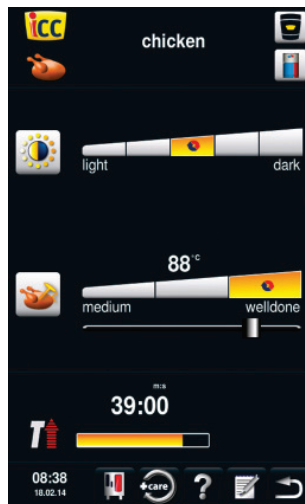 icc
chicken
light dark
88 °C
medium welldone
m:s
39:00
08:38
18.02.14
+care
?